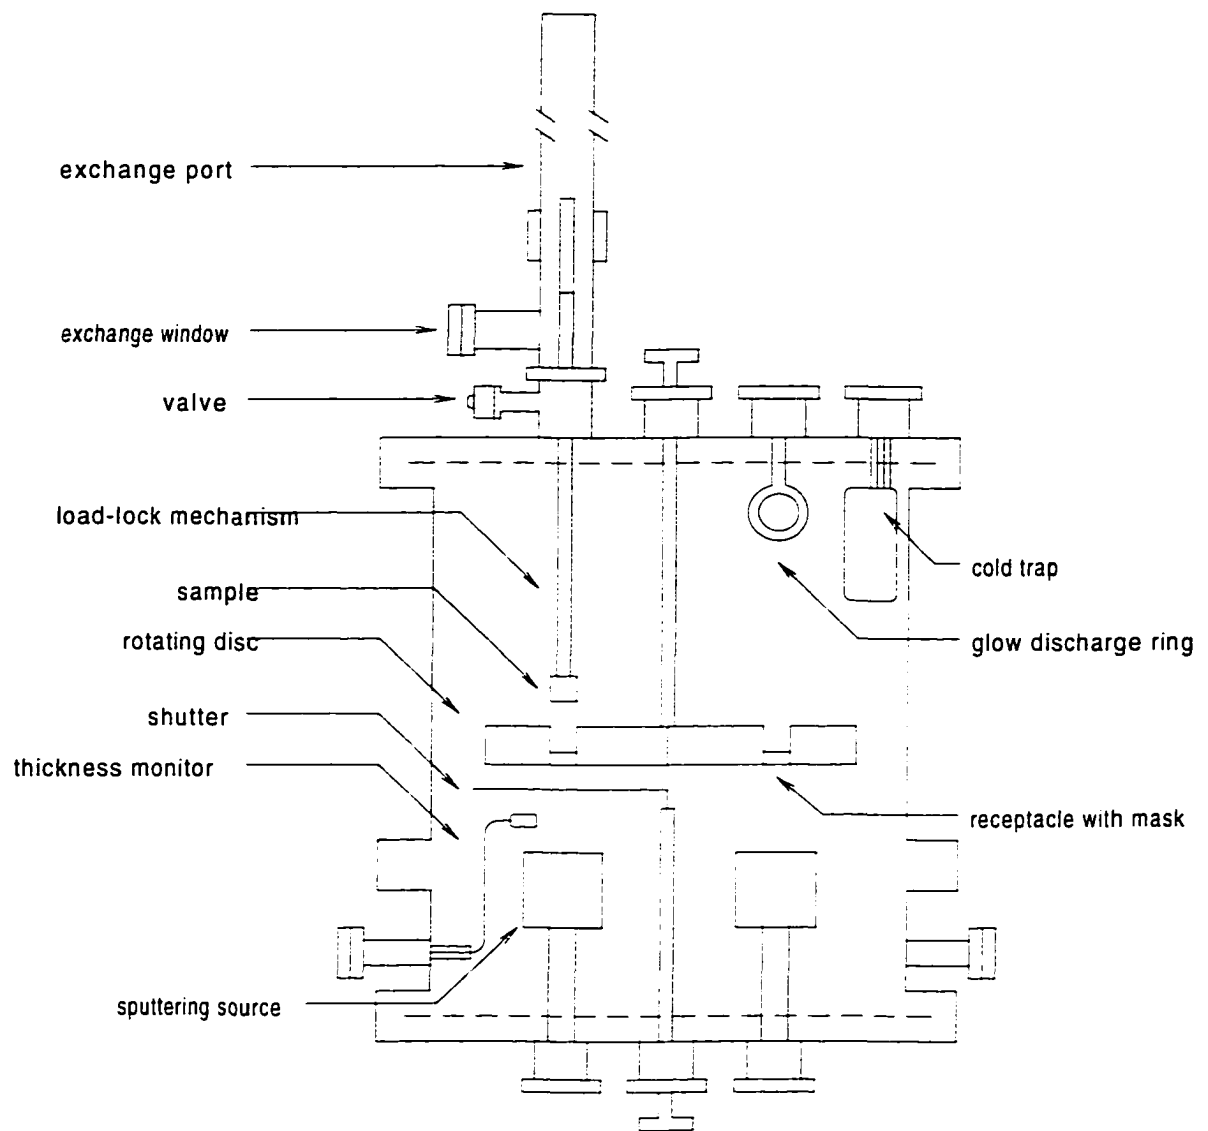 exchange port
exchange window
valve
load-lock mechanism
cold trap
sample
rotating disc
glow discharge ring
shutter
thickness monitor
receptacle with mask
sputtering source